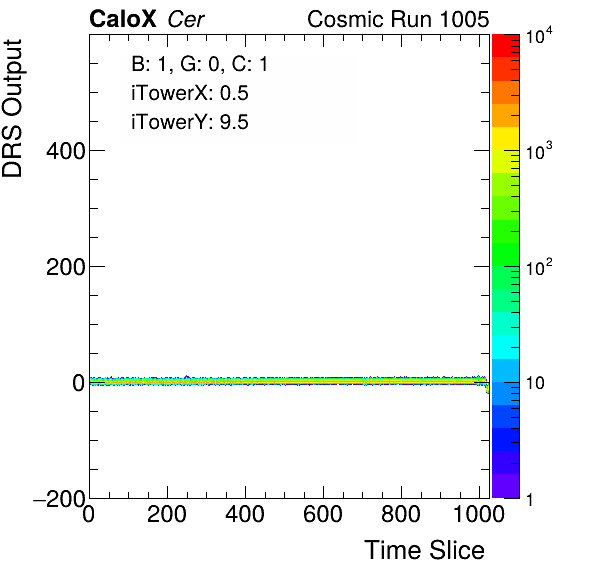 CaloX Cer
Cosmic Run 1005
B: 1, G: 0, C: 1
iTowerX: 0.5
iTowerY: 9.5
DRS Output
400
200
0
−200
0 200 400 600 800 1000
Time Slice
10^4
10^3
10^2
10
1